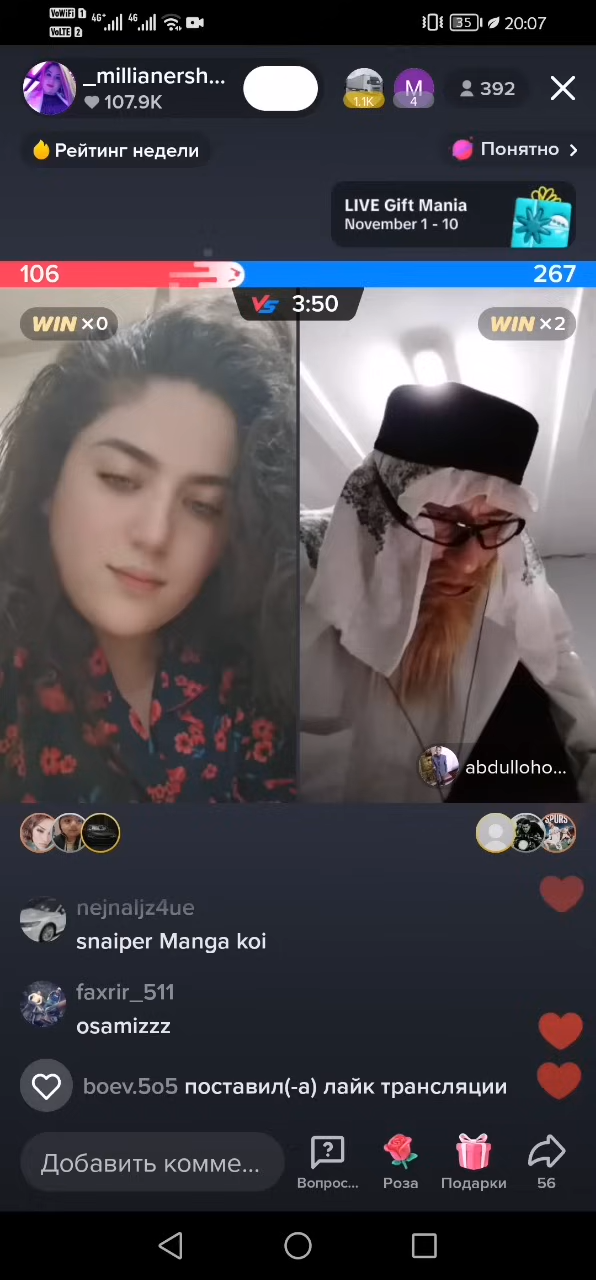 VoWiFi 1
VoLTE 2
4G+
4G
35
20:07
_millianersh...
107.9K
1.1K
M
4
392
Рейтинг недели
Понятно
LIVE Gift Mania
November 1 - 10
106
267
VS 3:50
WIN ×0
WIN ×2
abdulloho...
SPURS
nejnaljz4ue
snaiper Manga koi
faxrir_511
osamizzz
boev.5o5 поставил(-а) лайк трансляции
Добавить комме...
Вопрос...
Роза
Подарки
56